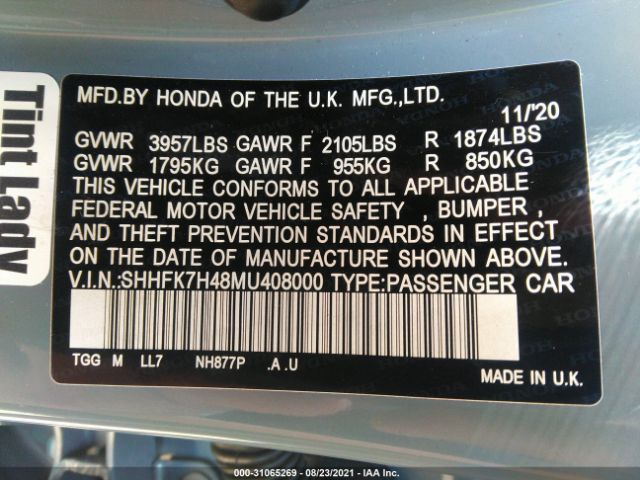 MFD.BY HONDA OF THE U.K. MFG.,LTD.
11/'20
GVWR 3957LBS GAWR F 2105LBS R 1874LBS
GVWR 1795KG GAWR F 955KG R 850KG
THIS VEHICLE CONFORMS TO ALL APPLICABLE
FEDERAL MOTOR VEHICLE SAFETY , BUMPER ,
AND THEFT PREVENTION STANDARDS IN EFFECT
ON THE DATE OF MANUFACTURE SHOWN ABOVE.
V.I.N.:SHHFK7H48MU408000 TYPE:PASSENGER CAR
TGG M LL7 NH877P .A .U
MADE IN U.K.
Tint Lady
000-31065269 - 08/23/2021 - IAA Inc.